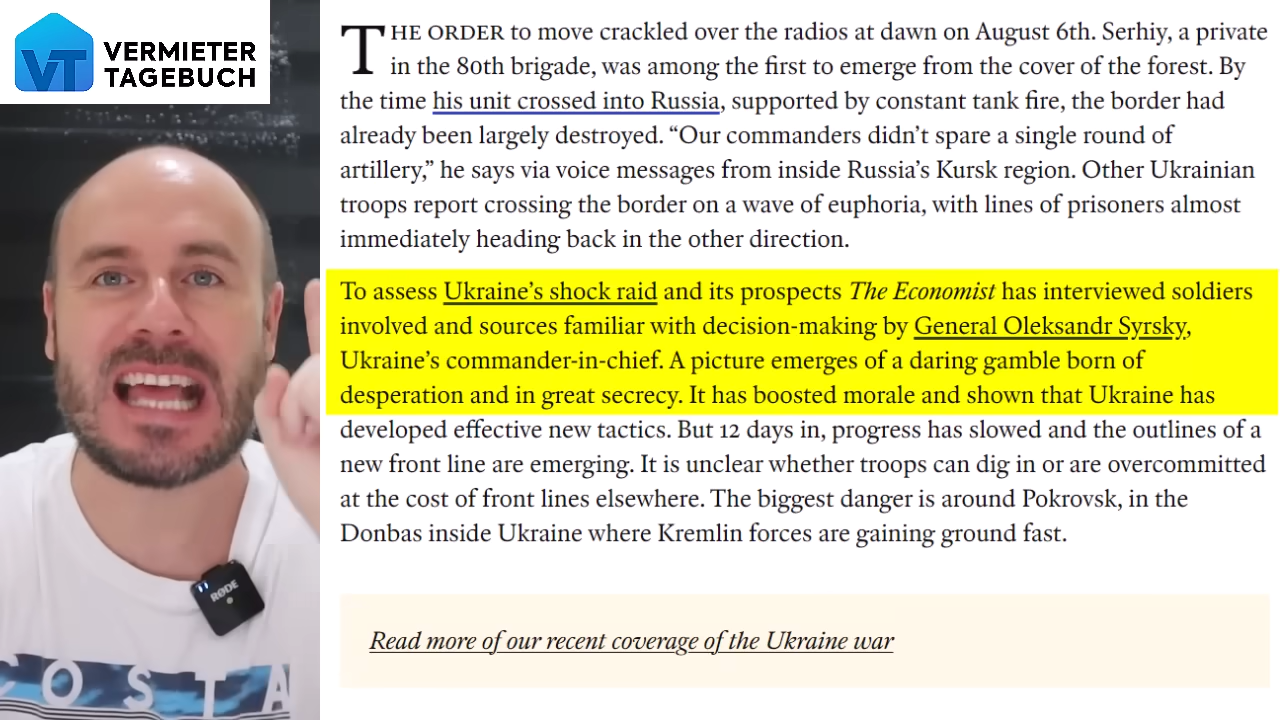 VT
VERMIETER
TAGEBUCH
THE ORDER to move crackled over the radios at dawn on August 6th. Serhiy, a private
in the 80th brigade, was among the first to emerge from the cover of the forest. By
the time his unit crossed into Russia, supported by constant tank fire, the border had
already been largely destroyed. “Our commanders didn’t spare a single round of
artillery,” he says via voice messages from inside Russia’s Kursk region. Other Ukrainian
troops report crossing the border on a wave of euphoria, with lines of prisoners almost
immediately heading back in the other direction.
To assess Ukraine’s shock raid and its prospects The Economist has interviewed soldiers
involved and sources familiar with decision-making by General Oleksandr Syrsky,
Ukraine’s commander-in-chief. A picture emerges of a daring gamble born of
desperation and in great secrecy. It has boosted morale and shown that Ukraine has
developed effective new tactics. But 12 days in, progress has slowed and the outlines of a
new front line are emerging. It is unclear whether troops can dig in or are overcommitted
at the cost of front lines elsewhere. The biggest danger is around Pokrovsk, in the
Donbas inside Ukraine where Kremlin forces are gaining ground fast.
Read more of our recent coverage of the Ukraine war
RØDE
COSTA